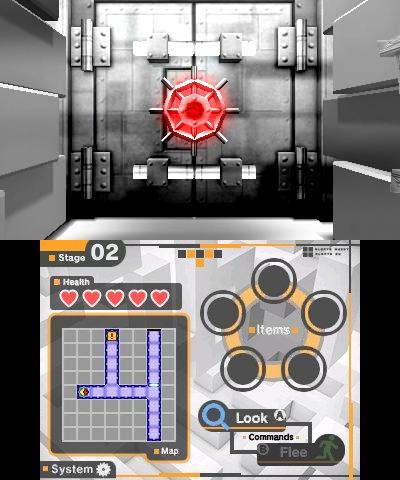 Stage 02
Health
Items
Look A
Commands B
Flee
Map
System